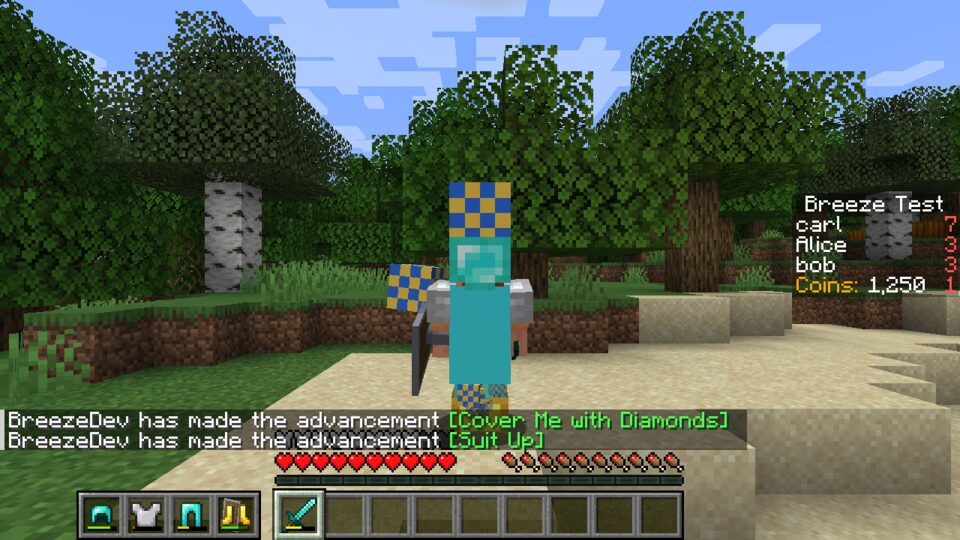 Breeze Test
carl 7
Alice 3
bob 3
Coins: 1,250 1
BreezeDev has made the advancement [Cover Me with Diamonds]
BreezeDev has made the advancement [Suit Up]